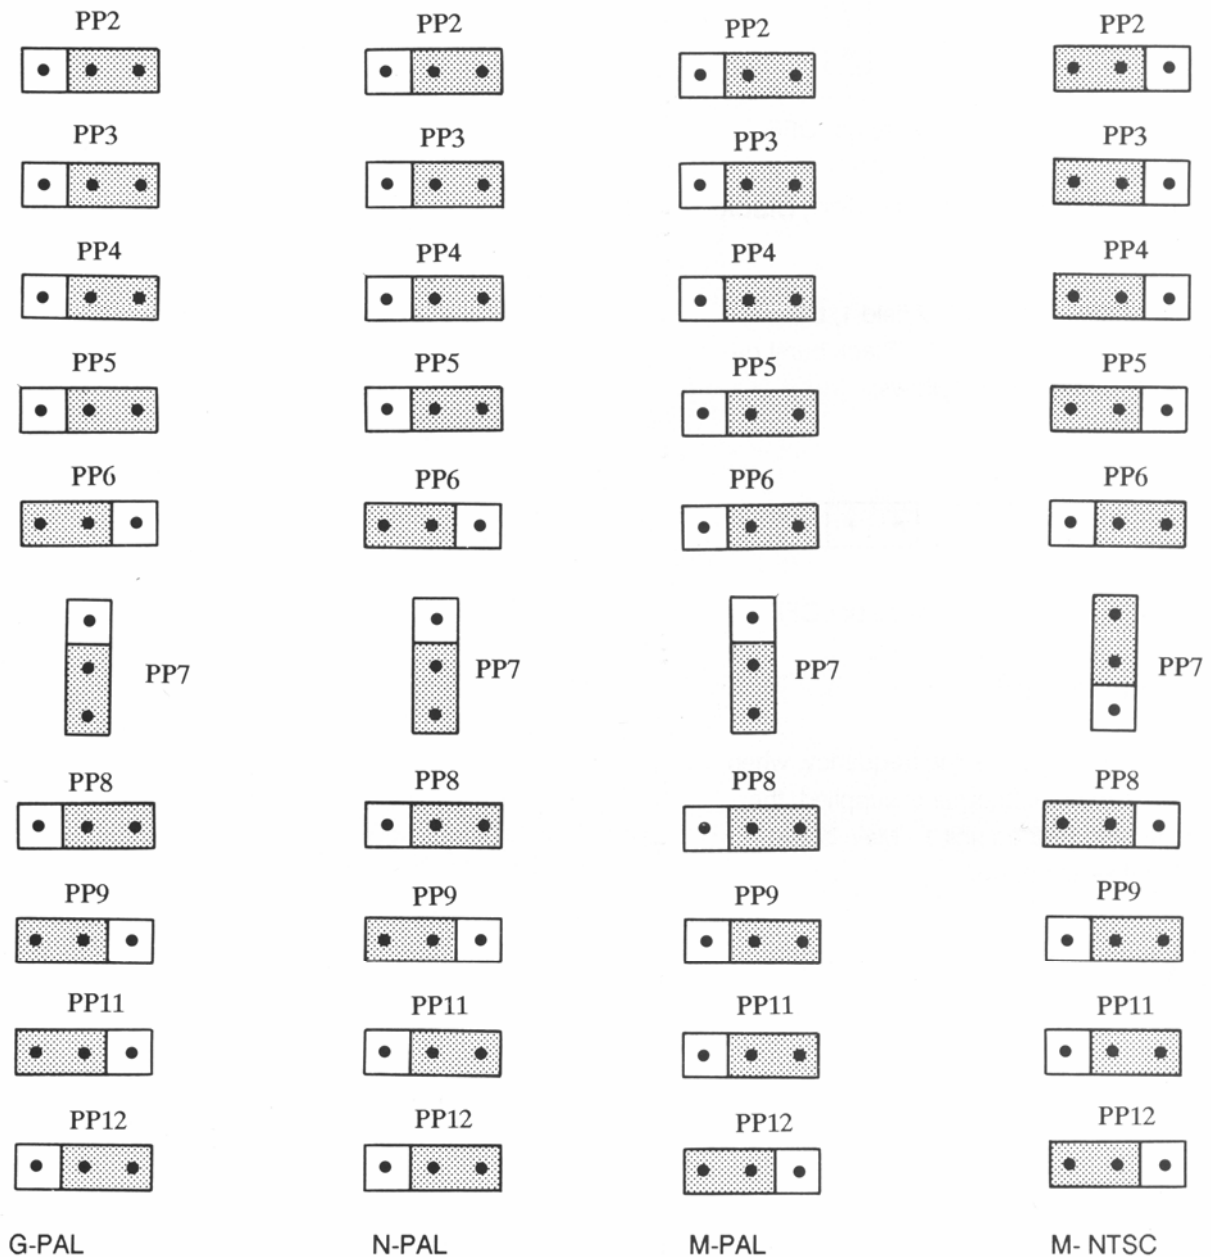 PP2 PP2 PP2 PP2
PP3 PP3 PP3 PP3
PP4 PP4 PP4 PP4
PP5 PP5 PP5 PP5
PP6 PP6 PP6 PP6
PP7 PP7 PP7 PP7
PP8 PP8 PP8 PP8
PP9 PP9 PP9 PP9
PP11 PP11 PP11 PP11
PP12 PP12 PP12 PP12
G-PAL N-PAL M-PAL M- NTSC